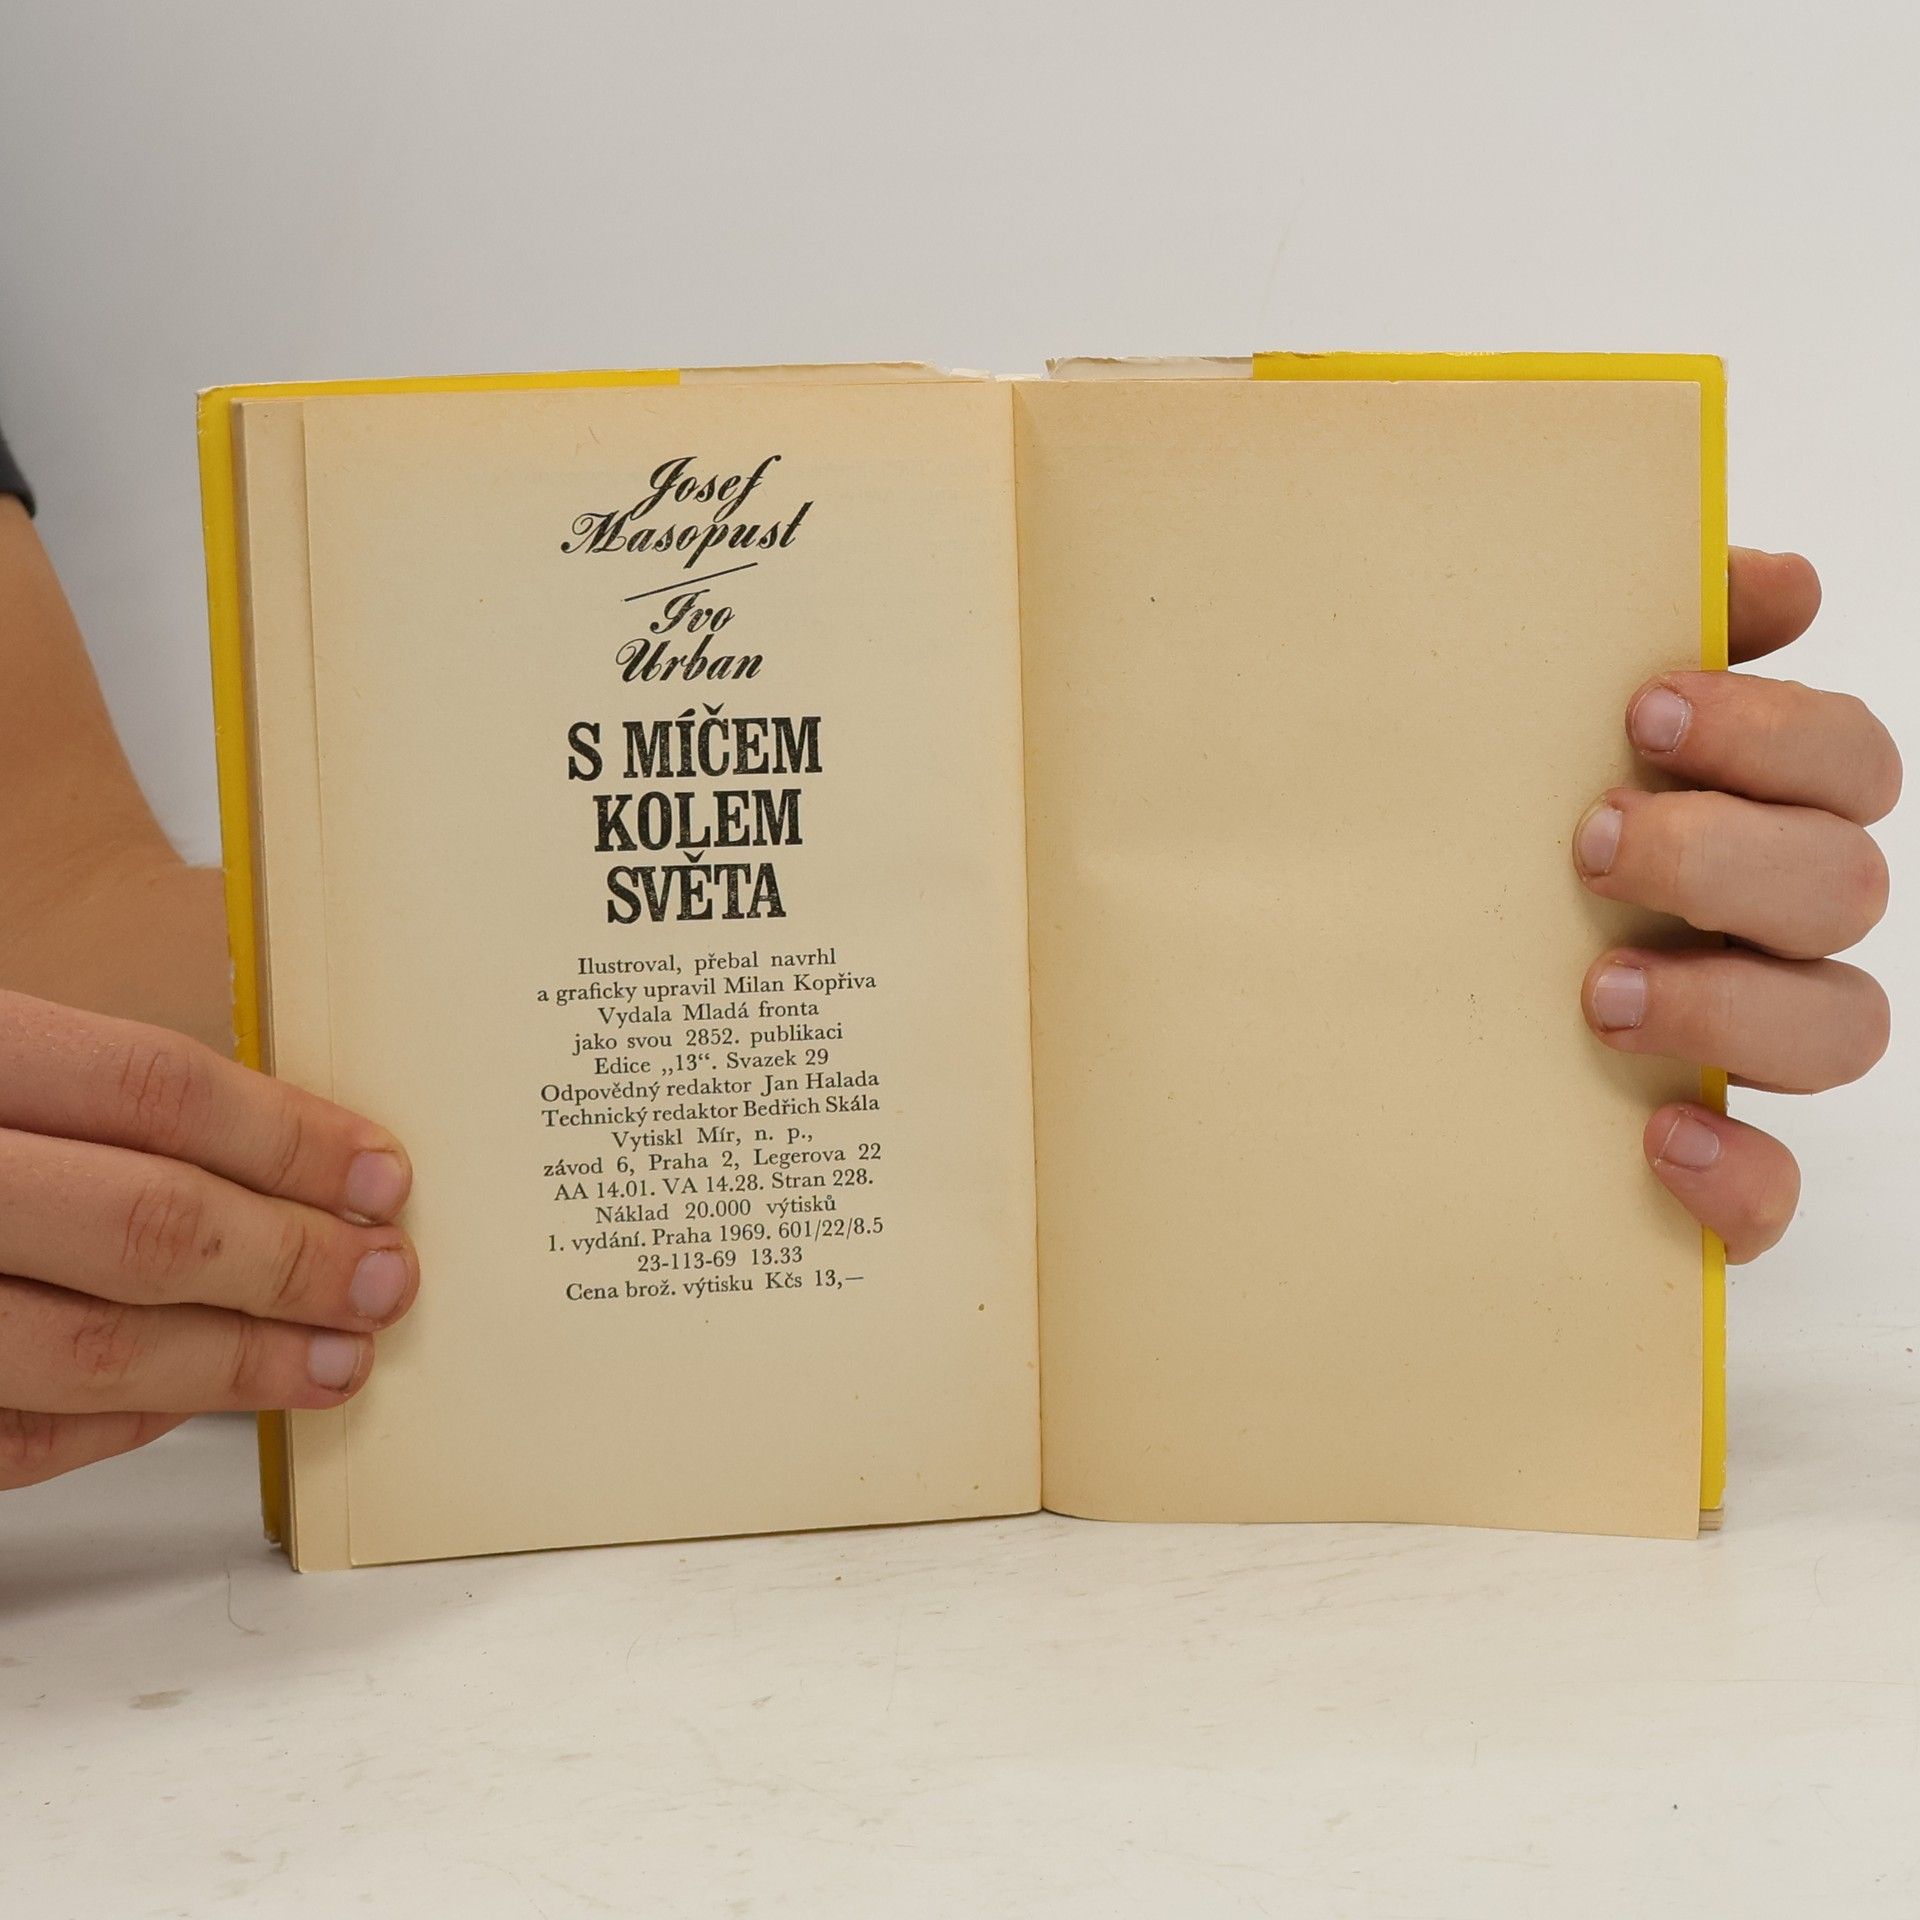 Josef
Masopust
Ivo
Urban
S MÍČEM
KOLEM
SVĚTA
Ilustroval, přebal navrhl
a graficky upravil Milan Kopřiva
Vydala Mladá fronta
jako svou 2852. publikaci
Edice „13“. Svazek 29
Odpovědný redaktor Jan Halada
Technický redaktor Bedřich Skála
Vytiskl Mír, n. p.,
závod 6, Praha 2, Legerova 22
AA 14.01. VA 14.28. Stran 228.
Náklad 20.000 výtisků
1. vydání. Praha 1969. 601/22/8.5
23-113-69 13.33
Cena brož. výtisku Kčs 13,—